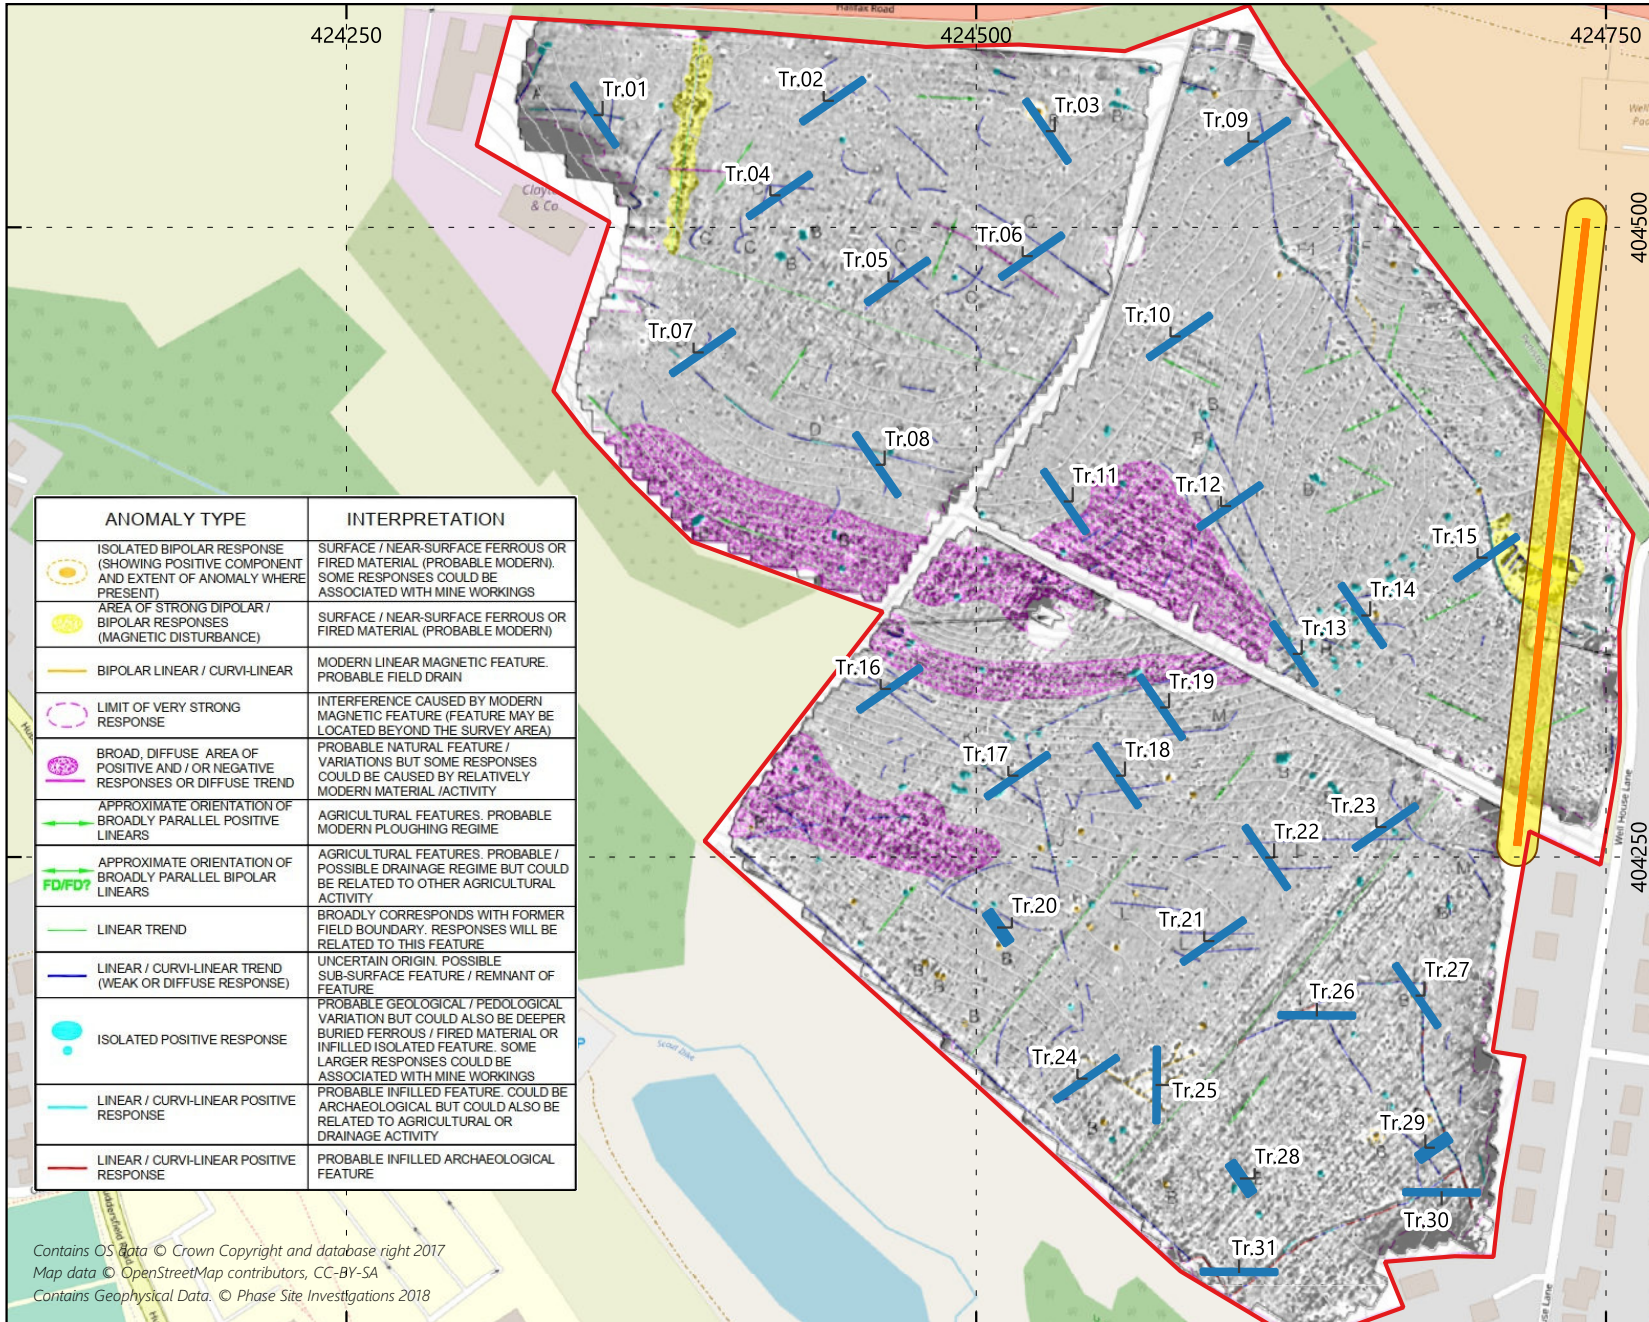 Halifax Road
424250
424500
424750
Tr.01
Tr.02
Tr.03
Tr.09
Tr.04
Clayton
& Co
404500
Tr.06
Tr.05
Tr.10
Tr.07
Tr.08
Tr.11
Tr.12
Tr.15
Tr.14
Tr.13
Tr.16
Tr.19
Tr.17
Tr.18
Tr.23
Tr.22
404250
Well House Lane
Tr.20
Tr.21
Tr.27
Tr.26
Tr.24
Tr.25
Scout Dike
Tr.29
Tr.28
Tr.30
Tr.31
ANOMALY TYPE
INTERPRETATION
ISOLATED BIPOLAR RESPONSE
(SHOWING POSITIVE COMPONENT
AND EXTENT OF ANOMALY WHERE
PRESENT)
SURFACE / NEAR-SURFACE FERROUS OR
FIRED MATERIAL (PROBABLE MODERN).
SOME RESPONSES COULD BE
ASSOCIATED WITH MINE WORKINGS
AREA OF STRONG DIPOLAR /
BIPOLAR RESPONSES
(MAGNETIC DISTURBANCE)
SURFACE / NEAR-SURFACE FERROUS OR
FIRED MATERIAL (PROBABLE MODERN)
BIPOLAR LINEAR / CURVI-LINEAR
MODERN LINEAR MAGNETIC FEATURE.
PROBABLE FIELD DRAIN
LIMIT OF VERY STRONG
RESPONSE
INTERFERENCE CAUSED BY MODERN
MAGNETIC FEATURE (FEATURE MAY BE
LOCATED BEYOND THE SURVEY AREA)
BROAD, DIFFUSE AREA OF
POSITIVE AND / OR NEGATIVE
RESPONSES OR DIFFUSE TREND
PROBABLE NATURAL FEATURE /
VARIATIONS BUT SOME RESPONSES
COULD BE CAUSED BY RELATIVELY
MODERN MATERIAL /ACTIVITY
APPROXIMATE ORIENTATION OF
BROADLY PARALLEL POSITIVE
LINEARS
AGRICULTURAL FEATURES. PROBABLE
MODERN PLOUGHING REGIME
FD/FD?
APPROXIMATE ORIENTATION OF
BROADLY PARALLEL BIPOLAR
LINEARS
AGRICULTURAL FEATURES. PROBABLE /
POSSIBLE DRAINAGE REGIME BUT COULD
BE RELATED TO OTHER AGRICULTURAL
ACTIVITY
LINEAR TREND
BROADLY CORRESPONDS WITH FORMER
FIELD BOUNDARY. RESPONSES WILL BE
RELATED TO THIS FEATURE
LINEAR / CURVI-LINEAR TREND
(WEAK OR DIFFUSE RESPONSE)
UNCERTAIN ORIGIN. POSSIBLE
SUB-SURFACE FEATURE / REMNANT OF
FEATURE
ISOLATED POSITIVE RESPONSE
PROBABLE GEOLOGICAL / PEDOLOGICAL
VARIATION BUT COULD ALSO BE DEEPER
BURIED FERROUS / FIRED MATERIAL OR
INFILLED ISOLATED FEATURE. SOME
LARGER RESPONSES COULD BE
ASSOCIATED WITH MINE WORKINGS
LINEAR / CURVI-LINEAR POSITIVE
RESPONSE
PROBABLE INFILLED FEATURE. COULD BE
ARCHAEOLOGICAL BUT COULD ALSO BE
RELATED TO AGRICULTURAL OR
DRAINAGE ACTIVITY
LINEAR / CURVI-LINEAR POSITIVE
RESPONSE
PROBABLE INFILLED ARCHAEOLOGICAL
FEATURE
Contains OS data © Crown Copyright and database right 2017
Map data © OpenStreetMap contributors, CC-BY-SA
Contains Geophysical Data. © Phase Site Investigations 2018